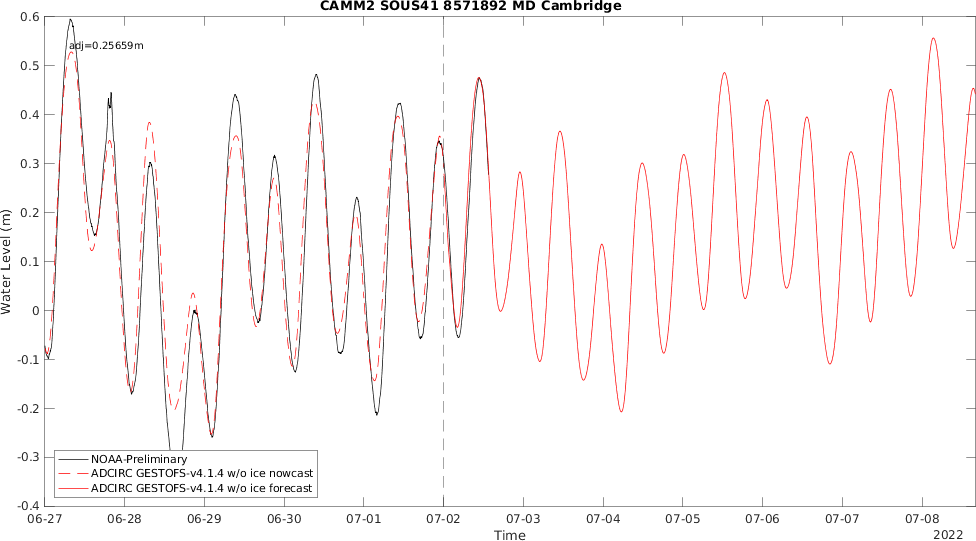 CAMM2 SOUS41 8571892 MD Cambridge
adj=0.25659m
Water Level (m)
0.6
0.5
0.4
0.3
0.2
0.1
0
-0.1
-0.2
-0.3
-0.4
NOAA-Preliminary
ADCIRC GESTOFS-v4.1.4 w/o ice nowcast
ADCIRC GESTOFS-v4.1.4 w/o ice forecast
06-27 06-28 06-29 06-30 07-01 07-02 07-03 07-04 07-05 07-06 07-07 07-08
Time
2022